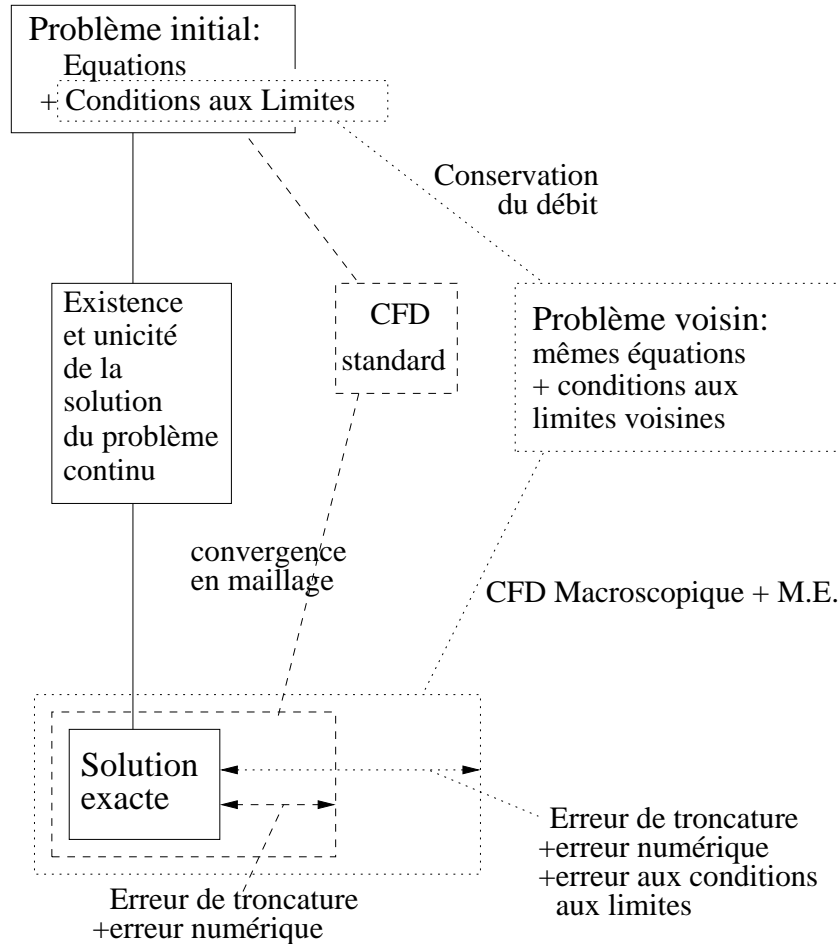 Problème initial:
Equations
+ Conditions aux Limites
Conservation
du débit
Existence
et unicité
de la
solution
du problème
continu
CFD
standard
Problème voisin:
mêmes équations
+ conditions aux
limites voisines
convergence
en maillage
CFD Macroscopique + M.E.
Solution
exacte
Erreur de troncature
+erreur numérique
+erreur aux conditions
aux limites
Erreur de troncature
+erreur numérique